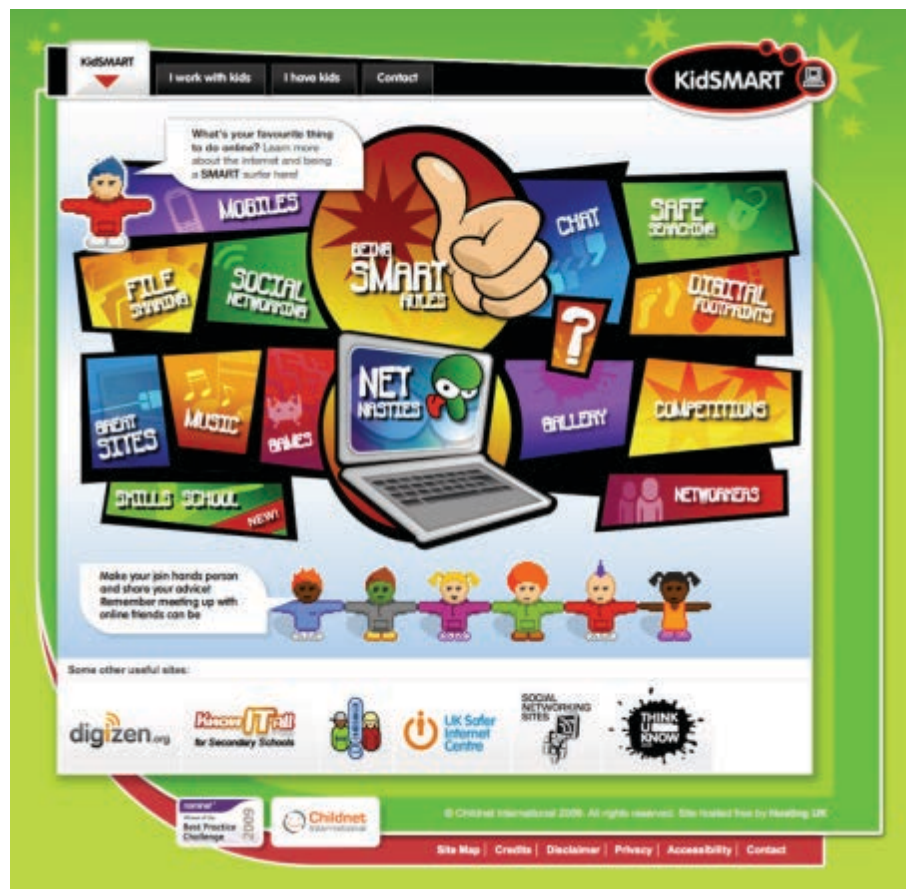 KidSMART
I work with kids
I have kids
Contact
KidSMART
What's your favourite thing
to do online? Learn more
about the internet and being
a SMART surfer here!
MOBILES
BEING
SMART
RULES
CHAT
SAFE
SEARCHING
FILE
SHARING
SOCIAL
NETWORKING
DIGITAL
FOOTPRINTS
?
GREAT
SITES
MUSIC
GAMES
NET
NASTIES
GALLERY
COMPETITIONS
SKILLS SCHOOL
NEW!
NETWORKERS
Make your join hands person
and share your advice!
Remember meeting up with
online friends can be
Some other useful sites:
digizen.org
Know IT All
for Secondary Schools
UK Safer
Internet
Centre
SOCIAL
NETWORKING
SITES
THINK
U
KNOW
nominet
Best Practice
Challenge
2009
Childnet
International
© Childnet International 2009. All rights reserved. Site hosted free by Hosting UK
Site Map | Credits | Disclaimer | Privacy | Accessibility | Contact